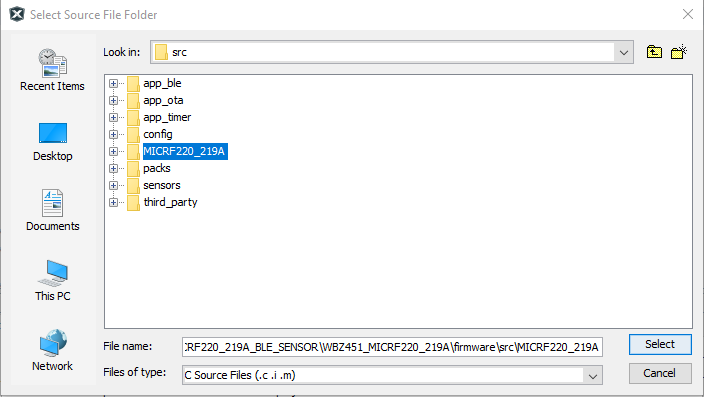 Select Source File Folder
Look in:
src
Recent Items
Desktop
Documents
This PC
Network
app_ble
app_ota
app_timer
config
MICRF220_219A
packs
sensors
third_party
File name:
RF220_219A_BLE_SENSOR\WBZ451_MICRF220_219A\firmware\src\MICRF220_219A
Select
Files of type:
C Source Files (.c .i .m)
Cancel